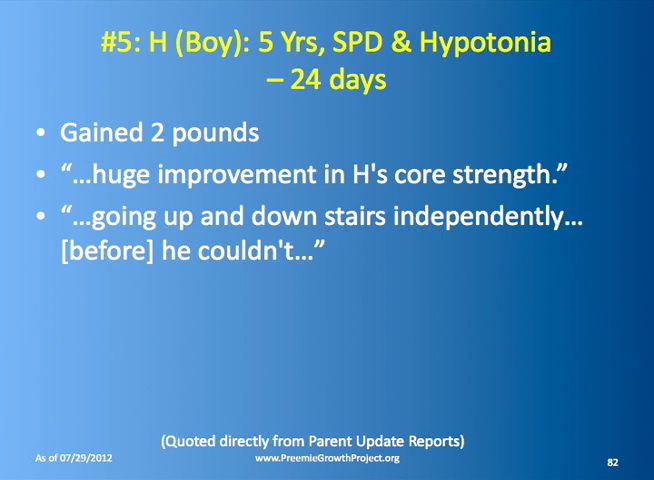 #5: H (Boy): 5 Yrs, SPD & Hypotonia
– 24 days
• Gained 2 pounds
• “…huge improvement in H's core strength.”
• “…going up and down stairs independently…
[before] he couldn't…”
(Quoted directly from Parent Update Reports)
As of 07/29/2012
www.PreemieGrowthProject.org
82